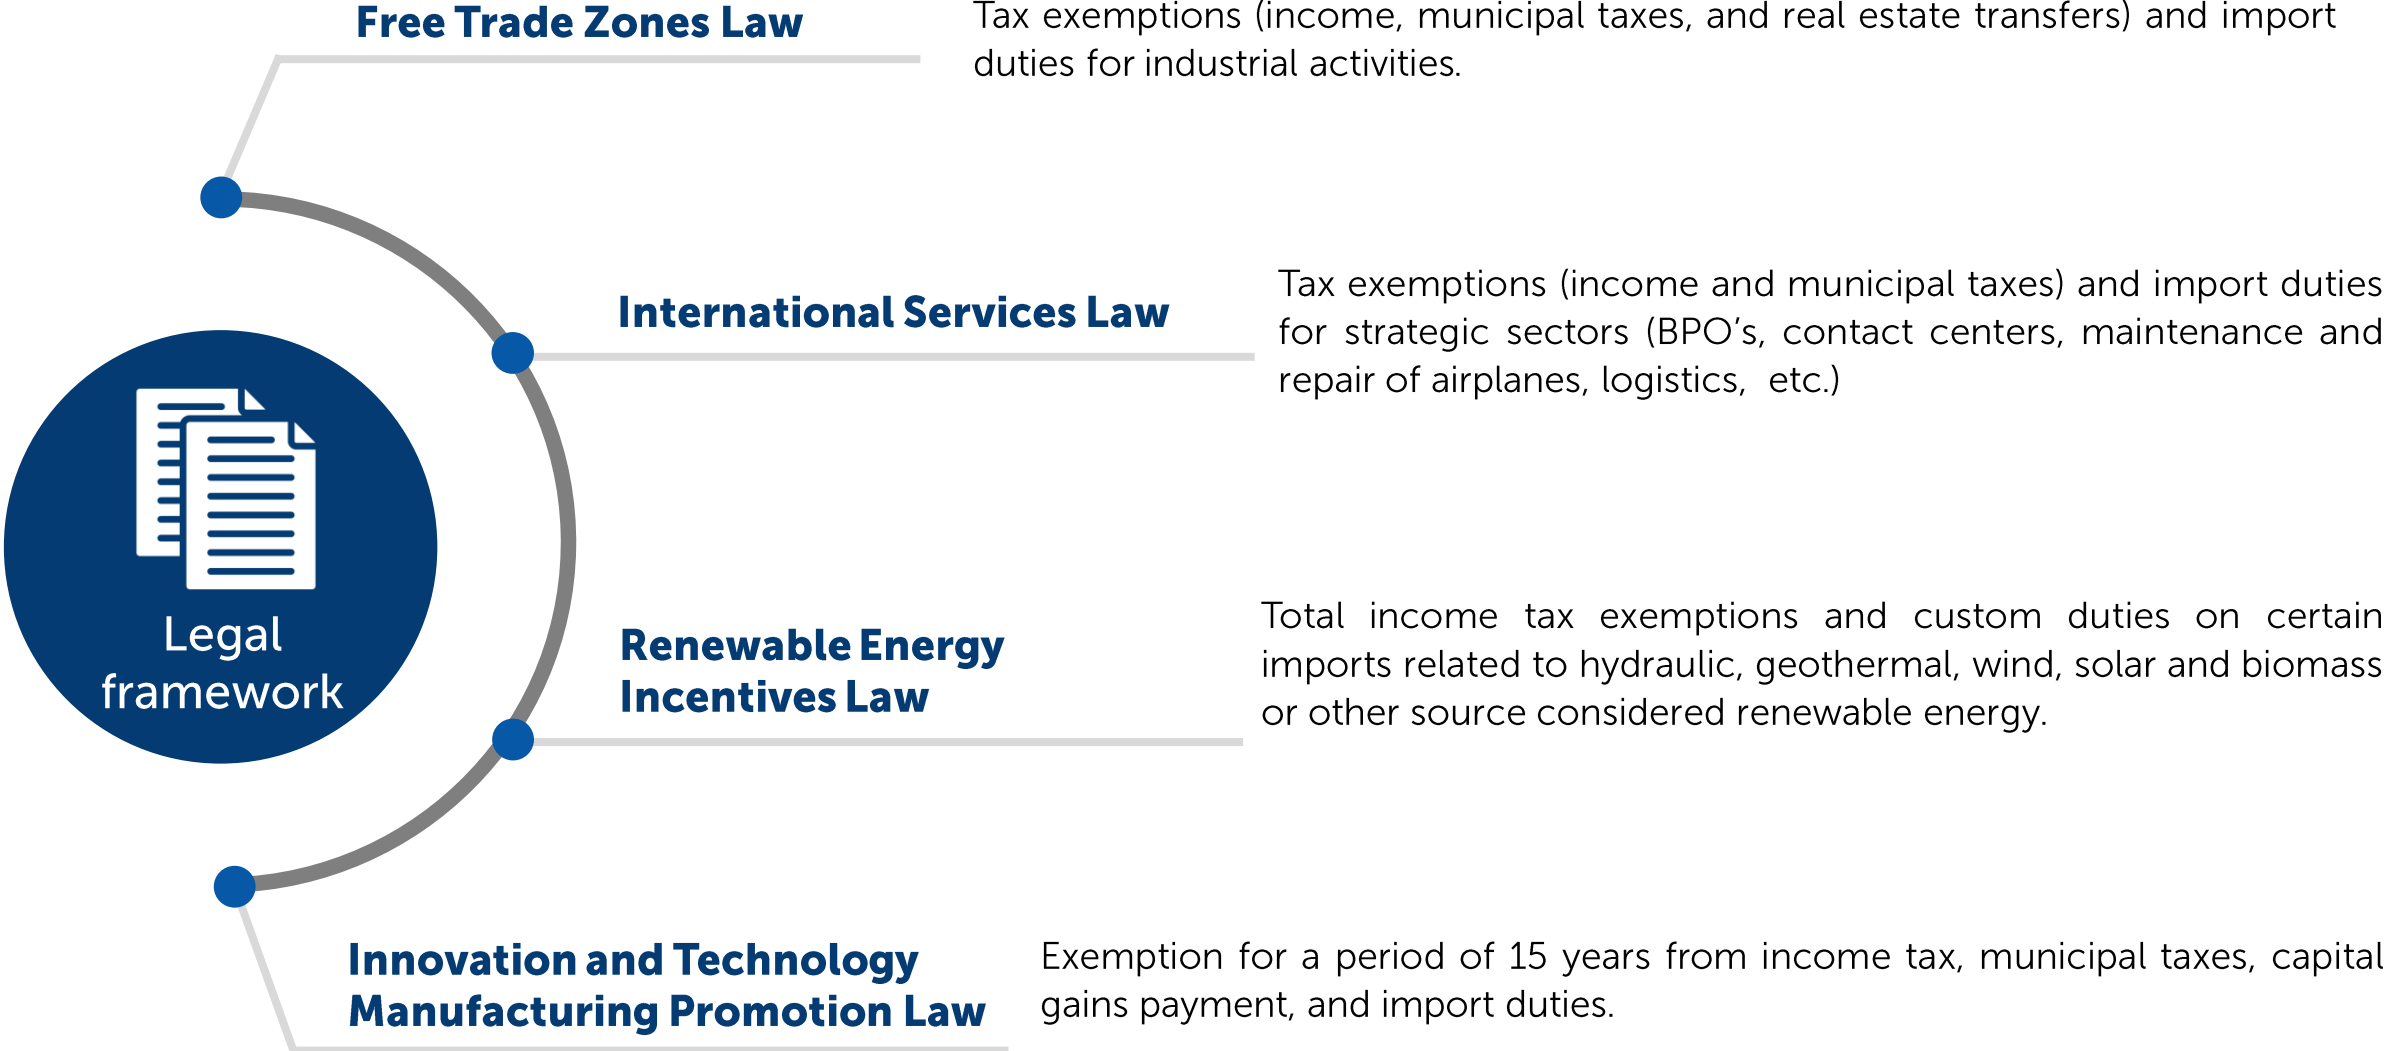 Free Trade Zones Law
Tax exemptions (income, municipal taxes, and real estate transfers) and import
duties for industrial activities.
International Services Law
Tax exemptions (income and municipal taxes) and import duties
for strategic sectors (BPO’s, contact centers, maintenance and
repair of airplanes, logistics, etc.)
Legal
framework
Renewable Energy
Incentives Law
Total income tax exemptions and custom duties on certain
imports related to hydraulic, geothermal, wind, solar and biomass
or other source considered renewable energy.
Innovation and Technology
Manufacturing Promotion Law
Exemption for a period of 15 years from income tax, municipal taxes, capital
gains payment, and import duties.